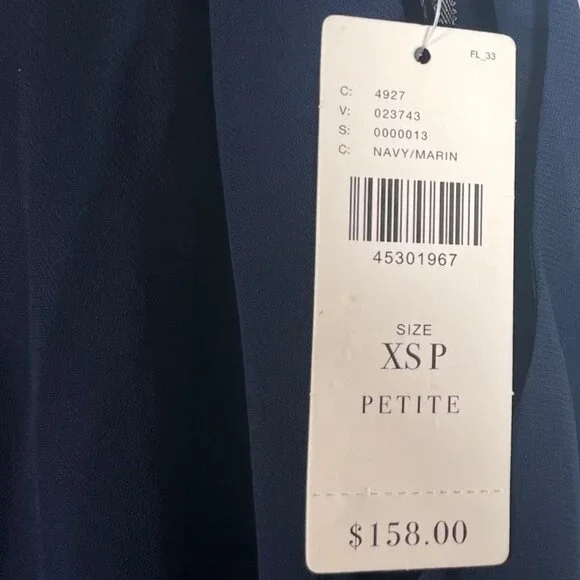 FL_33
C: 4927
V: 023743
S: 0000013
C: NAVY/MARIN
45301967
SIZE
XS P
PETITE
$158.00